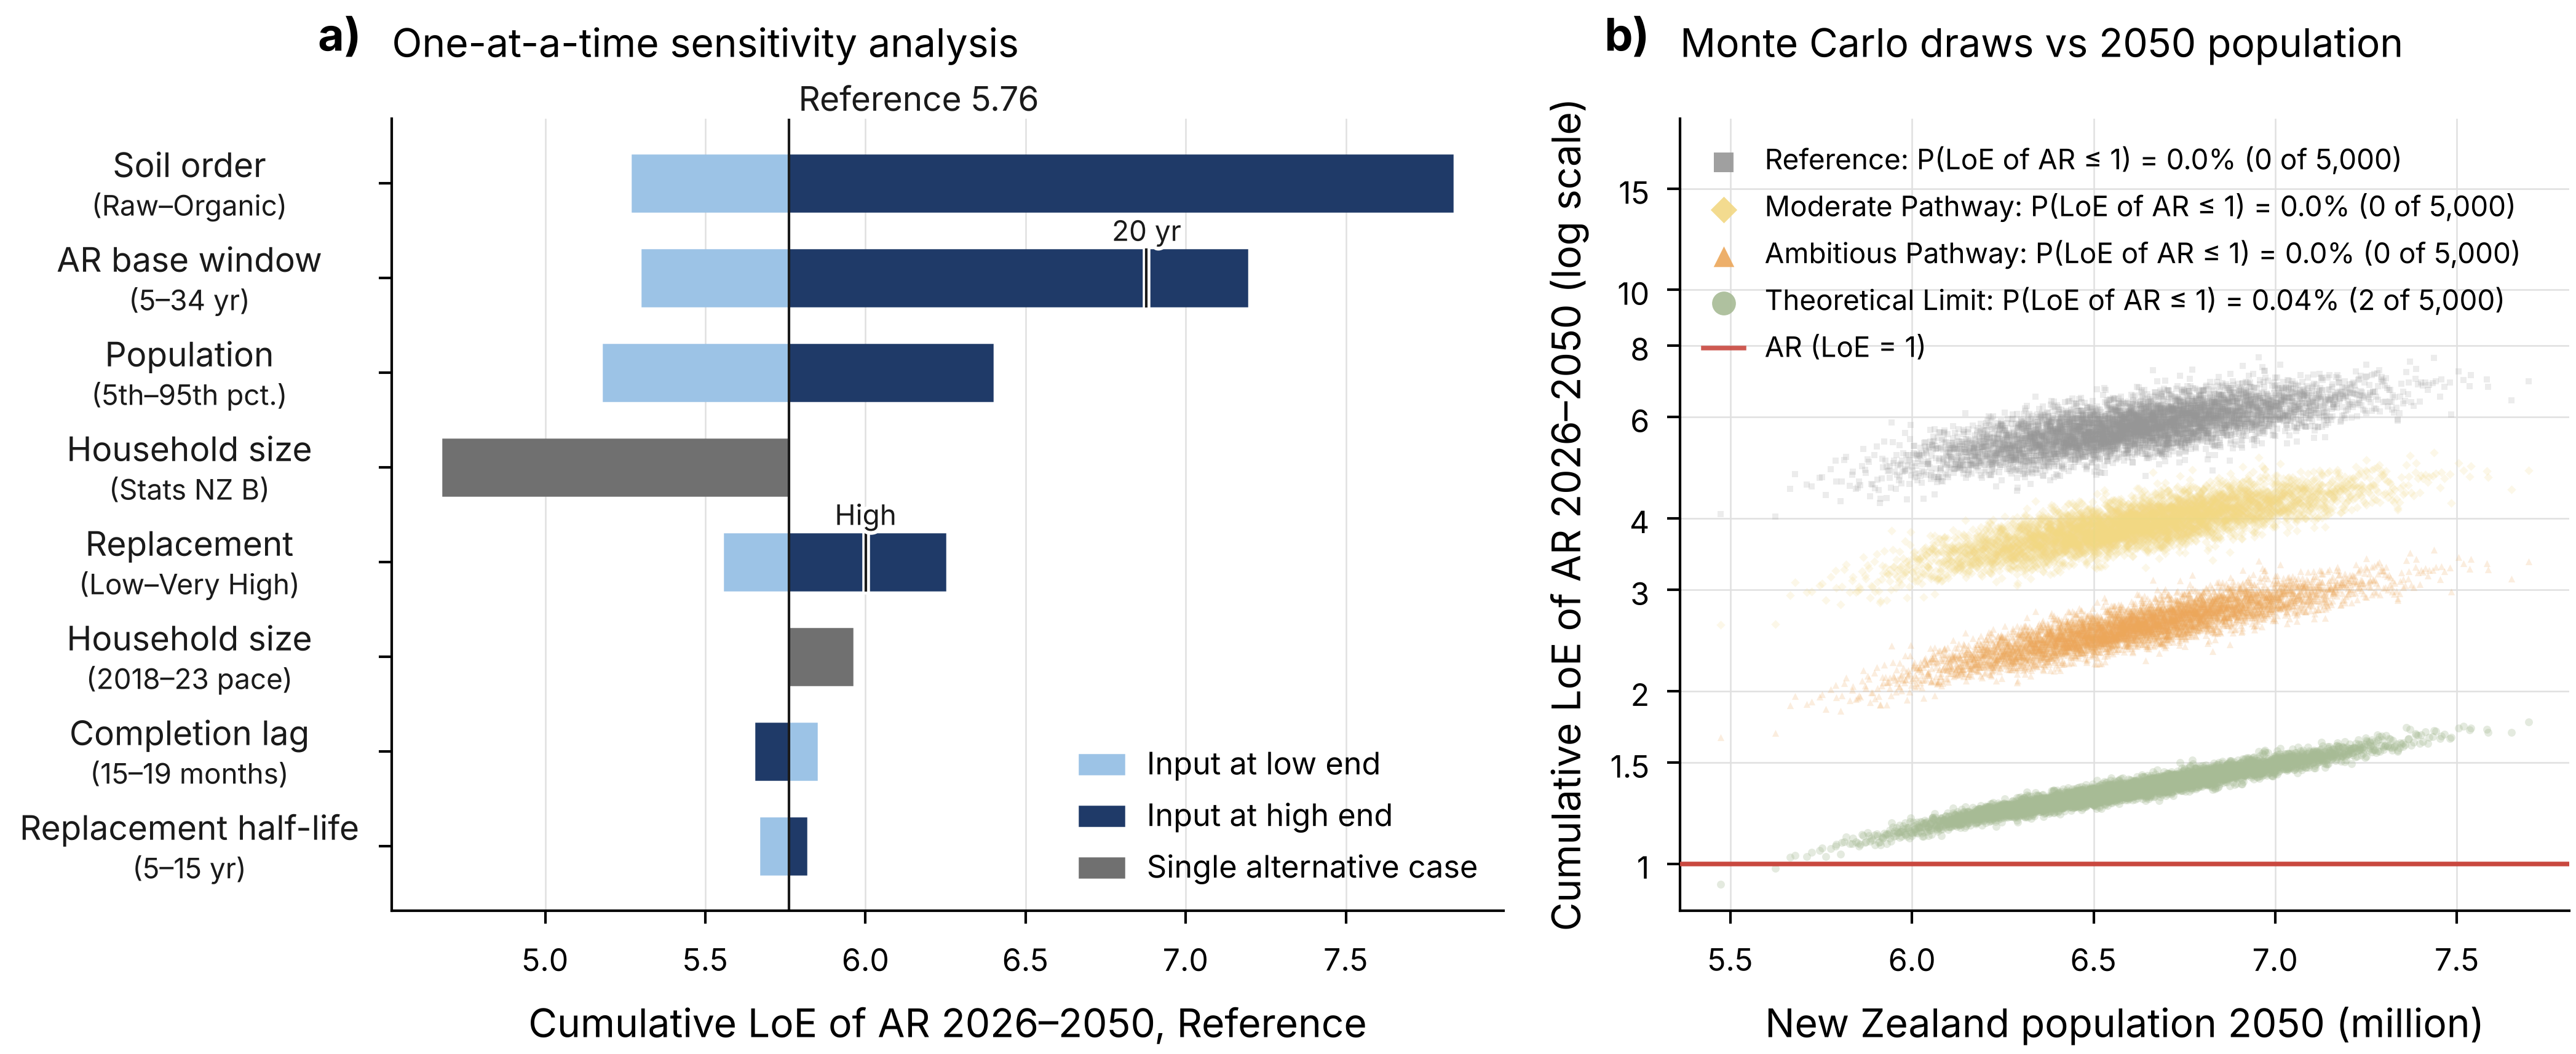 a) One-at-a-time sensitivity analysis
Reference 5.76
Soil order
(Raw–Organic)
AR base window
(5–34 yr)
20 yr
Population
(5th–95th pct.)
Household size
(Stats NZ B)
Replacement
(Low–Very High)
High
Household size
(2018–23 pace)
Completion lag
(15–19 months)
Replacement half-life
(5–15 yr)
Input at low end
Input at high end
Single alternative case
5.0 5.5 6.0 6.5 7.0 7.5
Cumulative LoE of AR 2026–2050, Reference
b) Monte Carlo draws vs 2050 population
Cumulative LoE of AR 2026–2050 (log scale)
15
10
8
6
4
3
2
1.5
1
Reference: P(LoE of AR ≤ 1) = 0.0% (0 of 5,000)
Moderate Pathway: P(LoE of AR ≤ 1) = 0.0% (0 of 5,000)
Ambitious Pathway: P(LoE of AR ≤ 1) = 0.0% (0 of 5,000)
Theoretical Limit: P(LoE of AR ≤ 1) = 0.04% (2 of 5,000)
AR (LoE = 1)
5.5 6.0 6.5 7.0 7.5
New Zealand population 2050 (million)